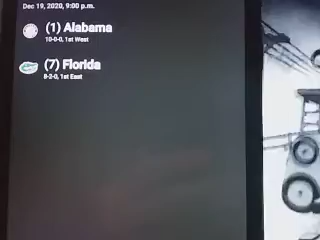 Dec 19, 2020, 9:00 p.m.
(1) Alabama
10-0-0, 1st West
(7) Florida
8-2-0, 1st East